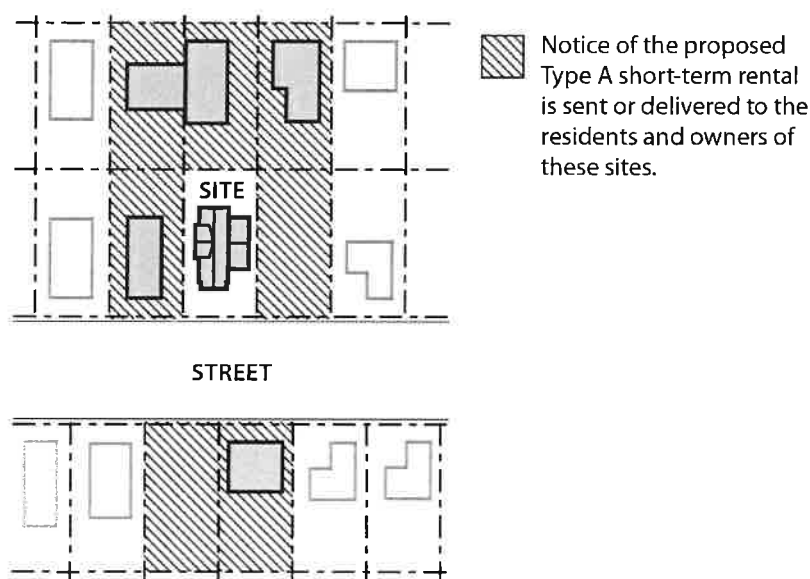 Notice of the proposed
Type A short-term rental
is sent or delivered to the
residents and owners of
these sites.
SITE
STREET